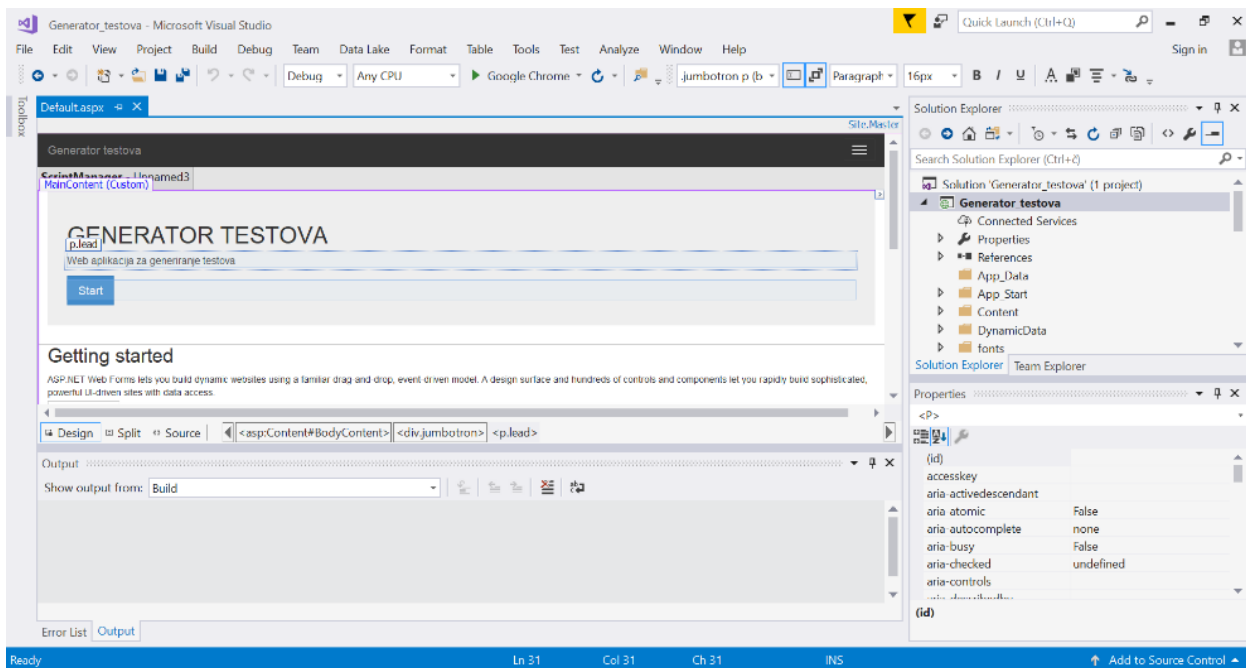 Generator_testova - Microsoft Visual Studio
Quick Launch (Ctrl+Q)
File Edit View Project Build Debug Team Data Lake Format Table Tools Test Analyze Window Help
Sign in
Debug Any CPU Google Chrome .jumbotron p (b Paragraph 16px B I U A
Toolbox
Default.aspx
Site.Master
Generator testova
ScriptManager - Unnamed3
MainContent (Custom)
GENERATOR TESTOVA
p.lead
Web aplikacija za generiranje testova
Start
Getting started
ASP.NET Web Forms lets you build dynamic websites using a familiar drag and drop, event driven model. A design surface and hundreds of controls and components let you rapidly build sophisticated,
powerful UI-driven sites with data access.
Design Split Source <asp:Content#BodyContent> <div.jumbotron> <p.lead>
Output
Show output from: Build
Error List Output
Solution Explorer
Search Solution Explorer (Ctrl+č)
Solution 'Generator_testova' (1 project)
Generator_testova
Connected Services
Properties
References
App_Data
App_Start
Content
DynamicData
fonts
Solution Explorer Team Explorer
Properties
<P>
(id)
accesskey
aria-activedescendant
aria-atomic False
aria-autocomplete none
aria-busy False
aria-checked undefined
aria-controls
(id)
Ready Ln 31 Col 31 Ch 31 INS Add to Source Control